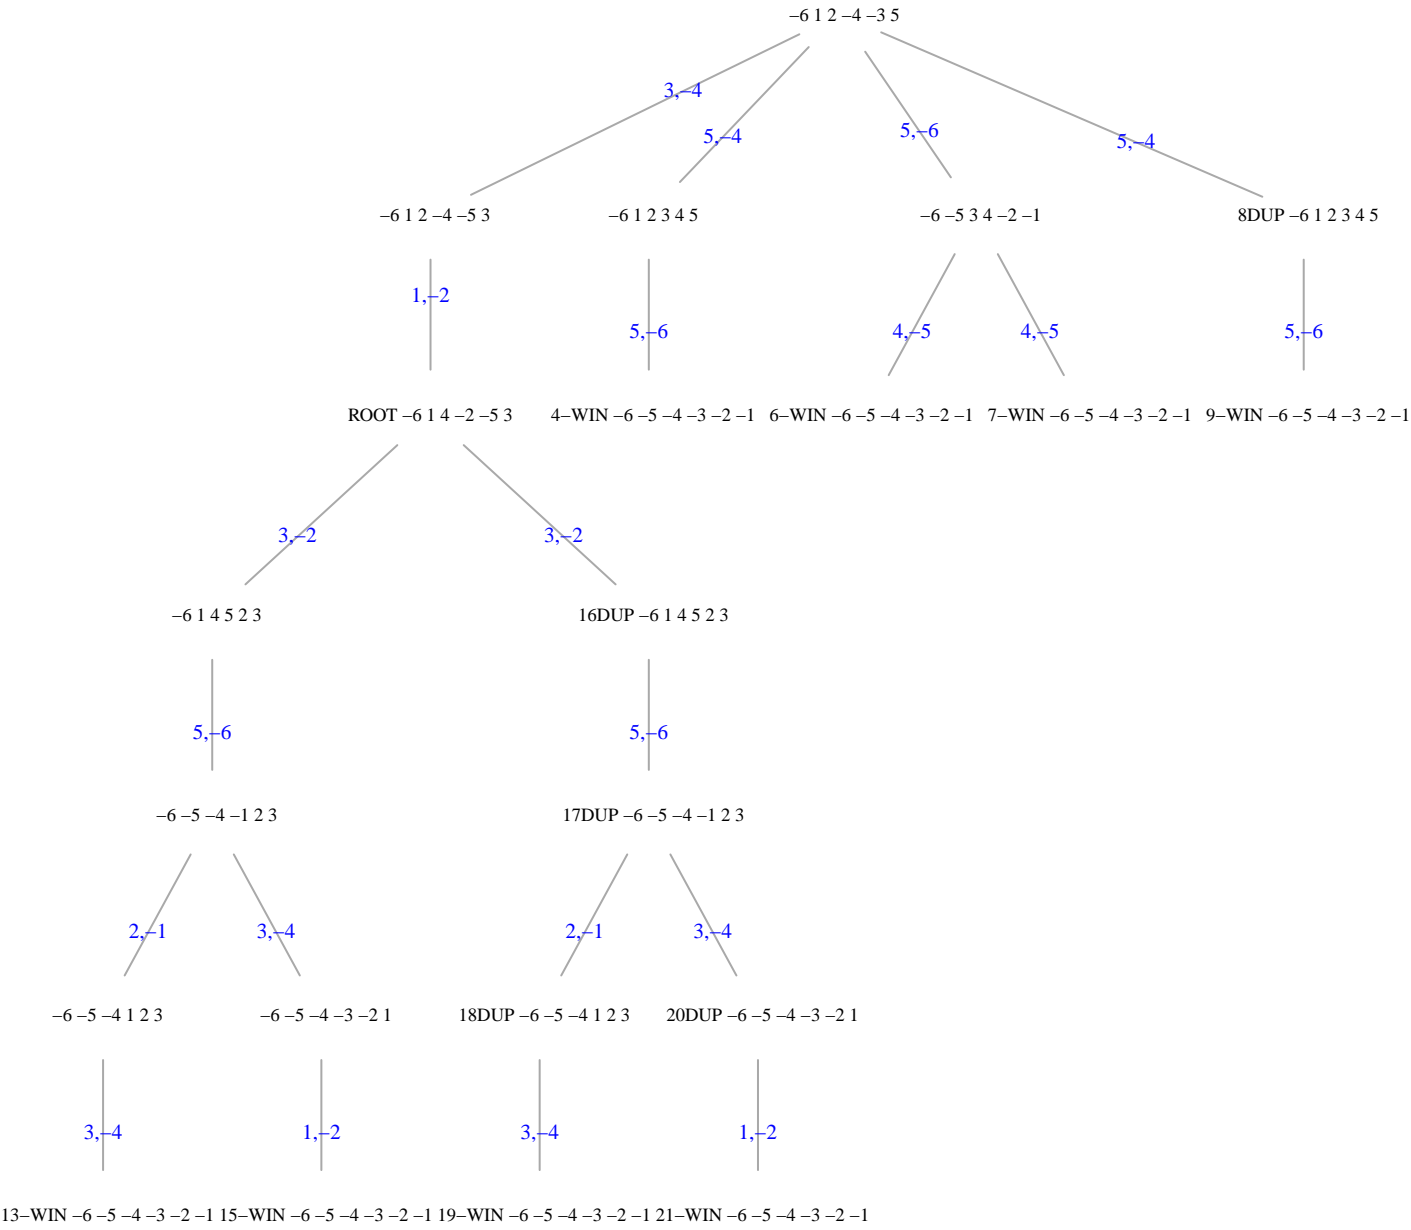 –6 1 2 –4 –3 5
3,–4
5,–4
5,–6
5,–4
–6 1 2 –4 –5 3
–6 1 2 3 4 5
–6 –5 3 4 –2 –1
8DUP –6 1 2 3 4 5
1,–2
5,–6
4,–5
4,–5
5,–6
ROOT –6 1 4 –2 –5 3
4–WIN –6 –5 –4 –3 –2 –1
6–WIN –6 –5 –4 –3 –2 –1
7–WIN –6 –5 –4 –3 –2 –1
9–WIN –6 –5 –4 –3 –2 –1
3,–2
3,–2
–6 1 4 5 2 3
16DUP –6 1 4 5 2 3
5,–6
5,–6
–6 –5 –4 –1 2 3
17DUP –6 –5 –4 –1 2 3
2,–1
3,–4
2,–1
3,–4
–6 –5 –4 1 2 3
–6 –5 –4 –3 –2 1
18DUP –6 –5 –4 1 2 3
20DUP –6 –5 –4 –3 –2 1
3,–4
1,–2
3,–4
1,–2
13–WIN –6 –5 –4 –3 –2 –1
15–WIN –6 –5 –4 –3 –2 –1
19–WIN –6 –5 –4 –3 –2 –1
21–WIN –6 –5 –4 –3 –2 –1